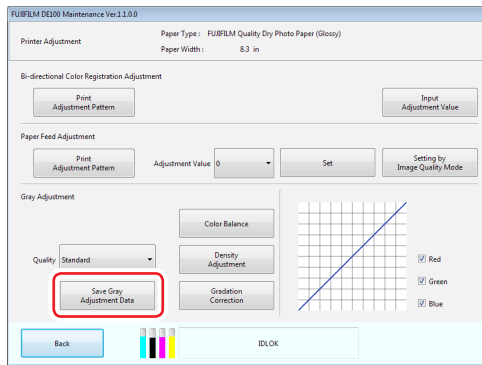 FUJIFILM DE100 Maintenance Ver.1.1.0.0
Printer Adjustment
Paper Type : FUJIFILM Quality Dry Photo Paper (Glossy)
Paper Width : 8.3 in
Bi-directional Color Registration Adjustment
Print
Adjustment Pattern
Input
Adjustment Value
Paper Feed Adjustment
Print
Adjustment Pattern
Adjustment Value 0
Set
Setting by
Image Quality Mode
Gray Adjustment
Color Balance
Quality Standard
Density
Adjustment
Save Gray
Adjustment Data
Gradation
Correction
Red
Green
Blue
Back
IDLOK